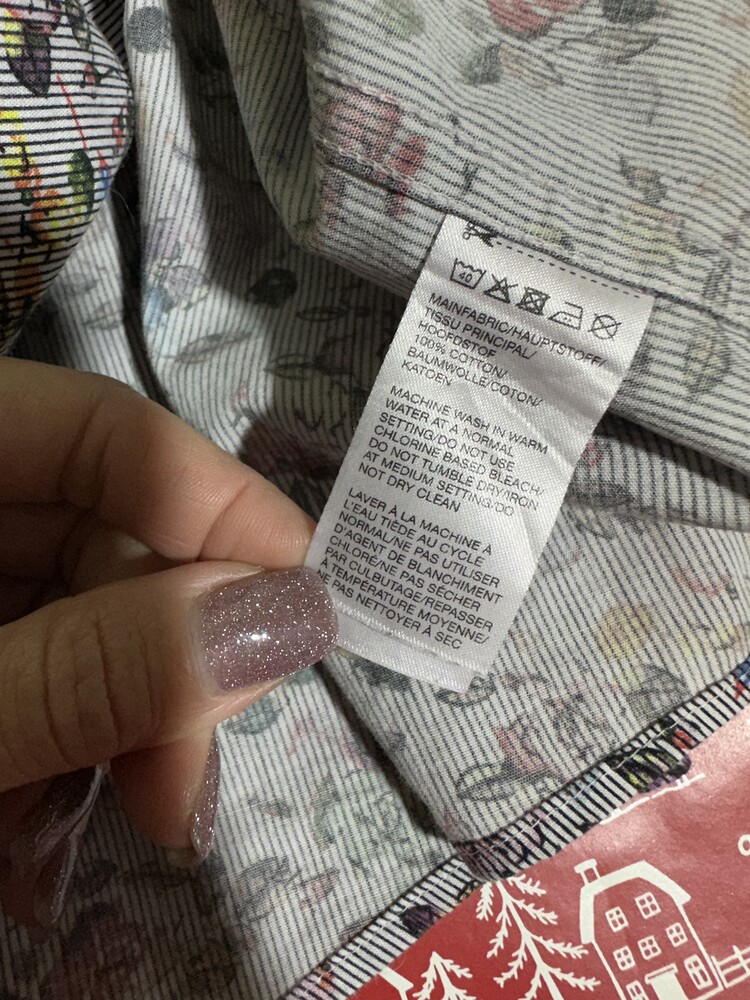 40
MAINFABRIC/HAUPTSTOFF/
TISSU PRINCIPAL/
HOOFDSTOF
100% COTTON/
BAUMWOLLE/COTON/
KATOEN
MACHINE WASH IN WARM
WATER AT A NORMAL
SETTING/DO NOT USE
CHLORINE BASED BLEACH/
DO NOT TUMBLE DRY/IRON
AT MEDIUM SETTING/DO
NOT DRY CLEAN
LAVER À LA MACHINE À
L'EAU TIÈDE AU CYCLE
NORMAL/NE PAS UTILISER
D'AGENT DE BLANCHIMENT
CHLORÉ/NE PAS SÉCHER
PAR CULBUTAGE/REPASSER
À TEMPÉRATURE MOYENNE/
NE PAS NETTOYER À SEC